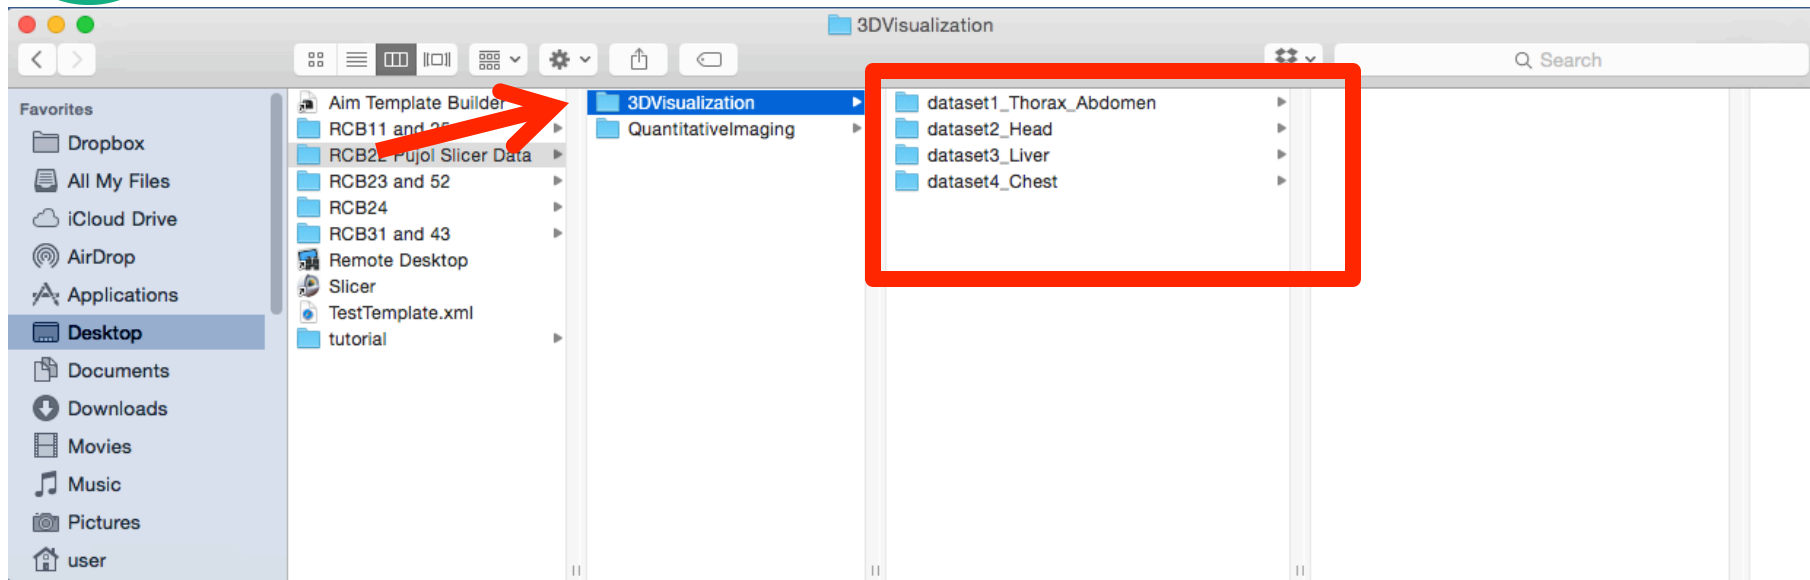 3DVisualization
Search
Favorites
Dropbox
All My Files
iCloud Drive
AirDrop
Applications
Desktop
Documents
Downloads
Movies
Music
Pictures
user
Aim Template Builder
RCB11 and
RCB22 Pujol Slicer Data
RCB23 and 52
RCB24
RCB31 and 43
Remote Desktop
Slicer
TestTemplate.xml
tutorial
3DVisualization
QuantitativeImaging
dataset1_Thorax_Abdomen
dataset2_Head
dataset3_Liver
dataset4_Chest